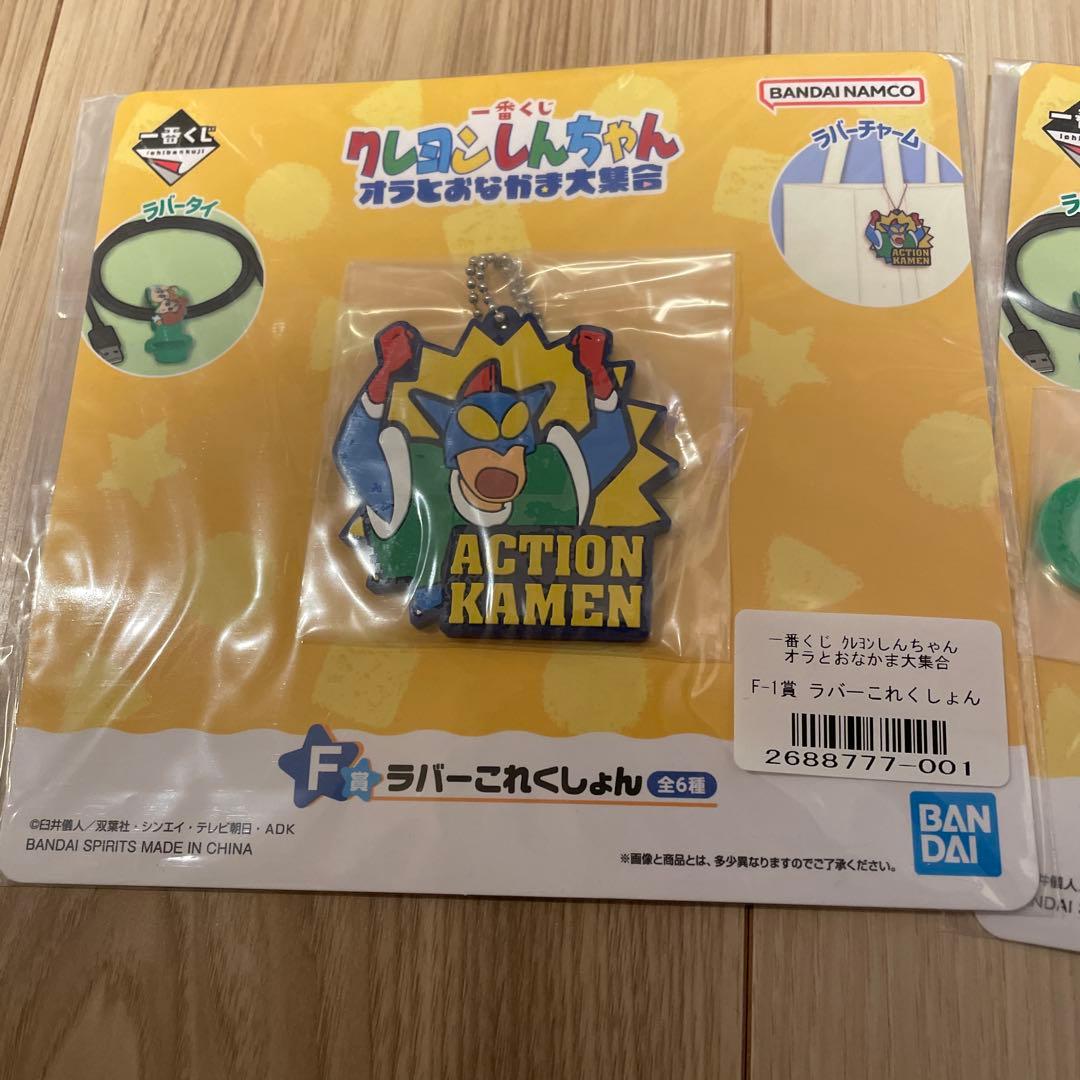 一番くじ
ichibankuji
一番くじ
クレヨンしんちゃん
オラとおなかま大集合
BANDAI NAMCO
ラバーチャーム
ACTION
KAMEN
ラバータイ
ACTION
KAMEN
一番くじ ｸﾚﾖﾝしんちゃん
オラとおなかま大集合
F-1賞 ラバーこれくしょん
2688777-001
F賞 ラバーこれくしょん 全6種
©臼井儀人／双葉社・シンエイ・テレビ朝日・ADK
BANDAI SPIRITS MADE IN CHINA
※画像と商品とは、多少異なりますのでご了承ください。
BAN
DAI